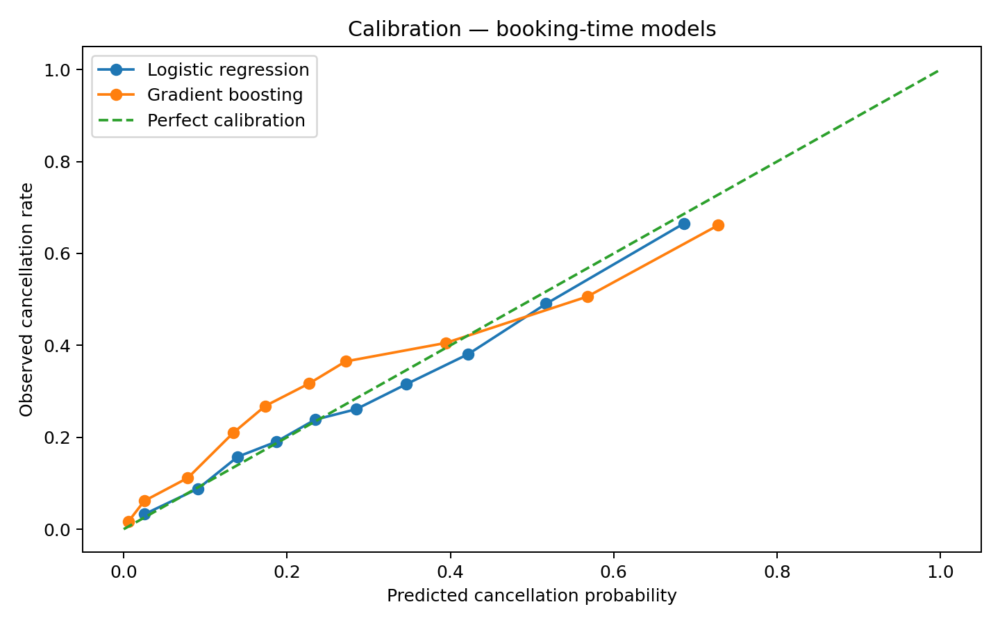 Calibration — booking-time models
Logistic regression
Gradient boosting
Perfect calibration
Observed cancellation rate
1.0
0.8
0.6
0.4
0.2
0.0
0.0 0.2 0.4 0.6 0.8 1.0
Predicted cancellation probability